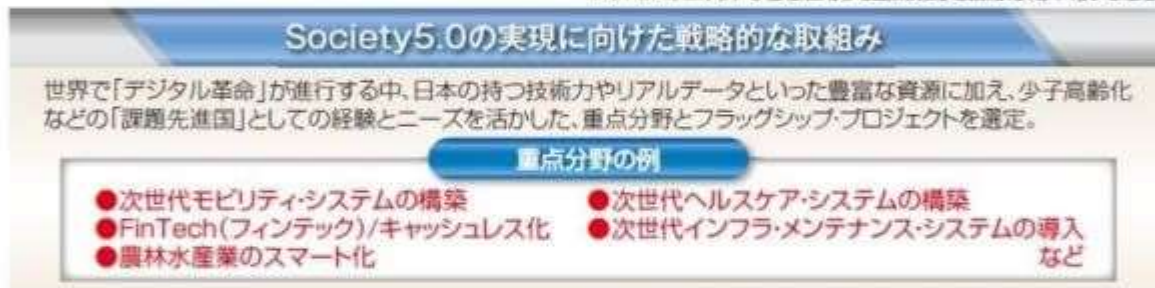 Society5.0の実現に向けた戦略的な取組み
世界で「デジタル革命」が進行する中、日本の持つ技術力やリアルデータといった豊富な資源に加え、少子高齢化
などの「課題先進国」としての経験とニーズを活かした、重点分野とフラッグシップ・プロジェクトを選定。
重点分野の例
●次世代モビリティ・システムの構築
●FinTech(フィンテック)/キャッシュレス化
●農林水産業のスマート化
●次世代ヘルスケア・システムの構築
●次世代インフラ・メンテナンス・システムの導入
など